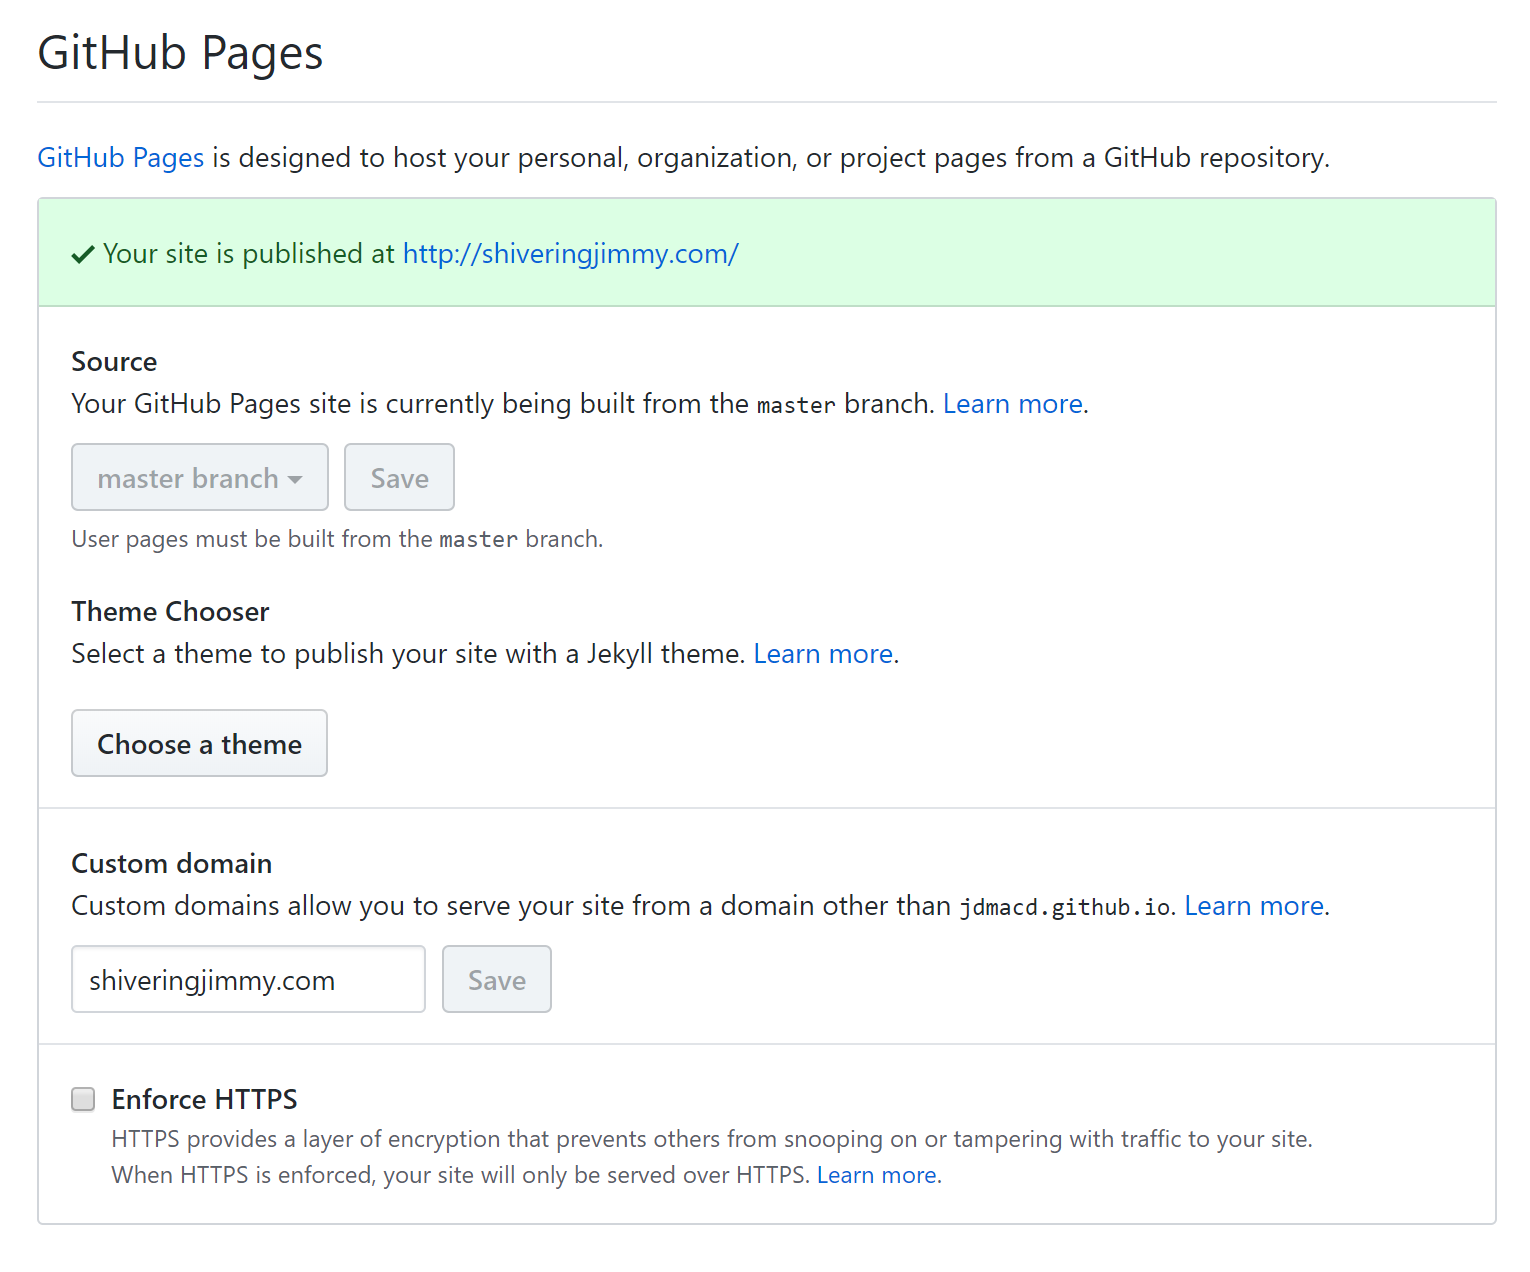 GitHub Pages
GitHub Pages is designed to host your personal, organization, or project pages from a GitHub repository.
✔ Your site is published at http://shiveringjimmy.com/
Source
Your GitHub Pages site is currently being built from the master branch. Learn more.
master branch Save
User pages must be built from the master branch.
Theme Chooser
Select a theme to publish your site with a Jekyll theme. Learn more.
Choose a theme
Custom domain
Custom domains allow you to serve your site from a domain other than jdmacd.github.io. Learn more.
shiveringjimmy.com Save
Enforce HTTPS
HTTPS provides a layer of encryption that prevents others from snooping on or tampering with traffic to your site.
When HTTPS is enforced, your site will only be served over HTTPS. Learn more.